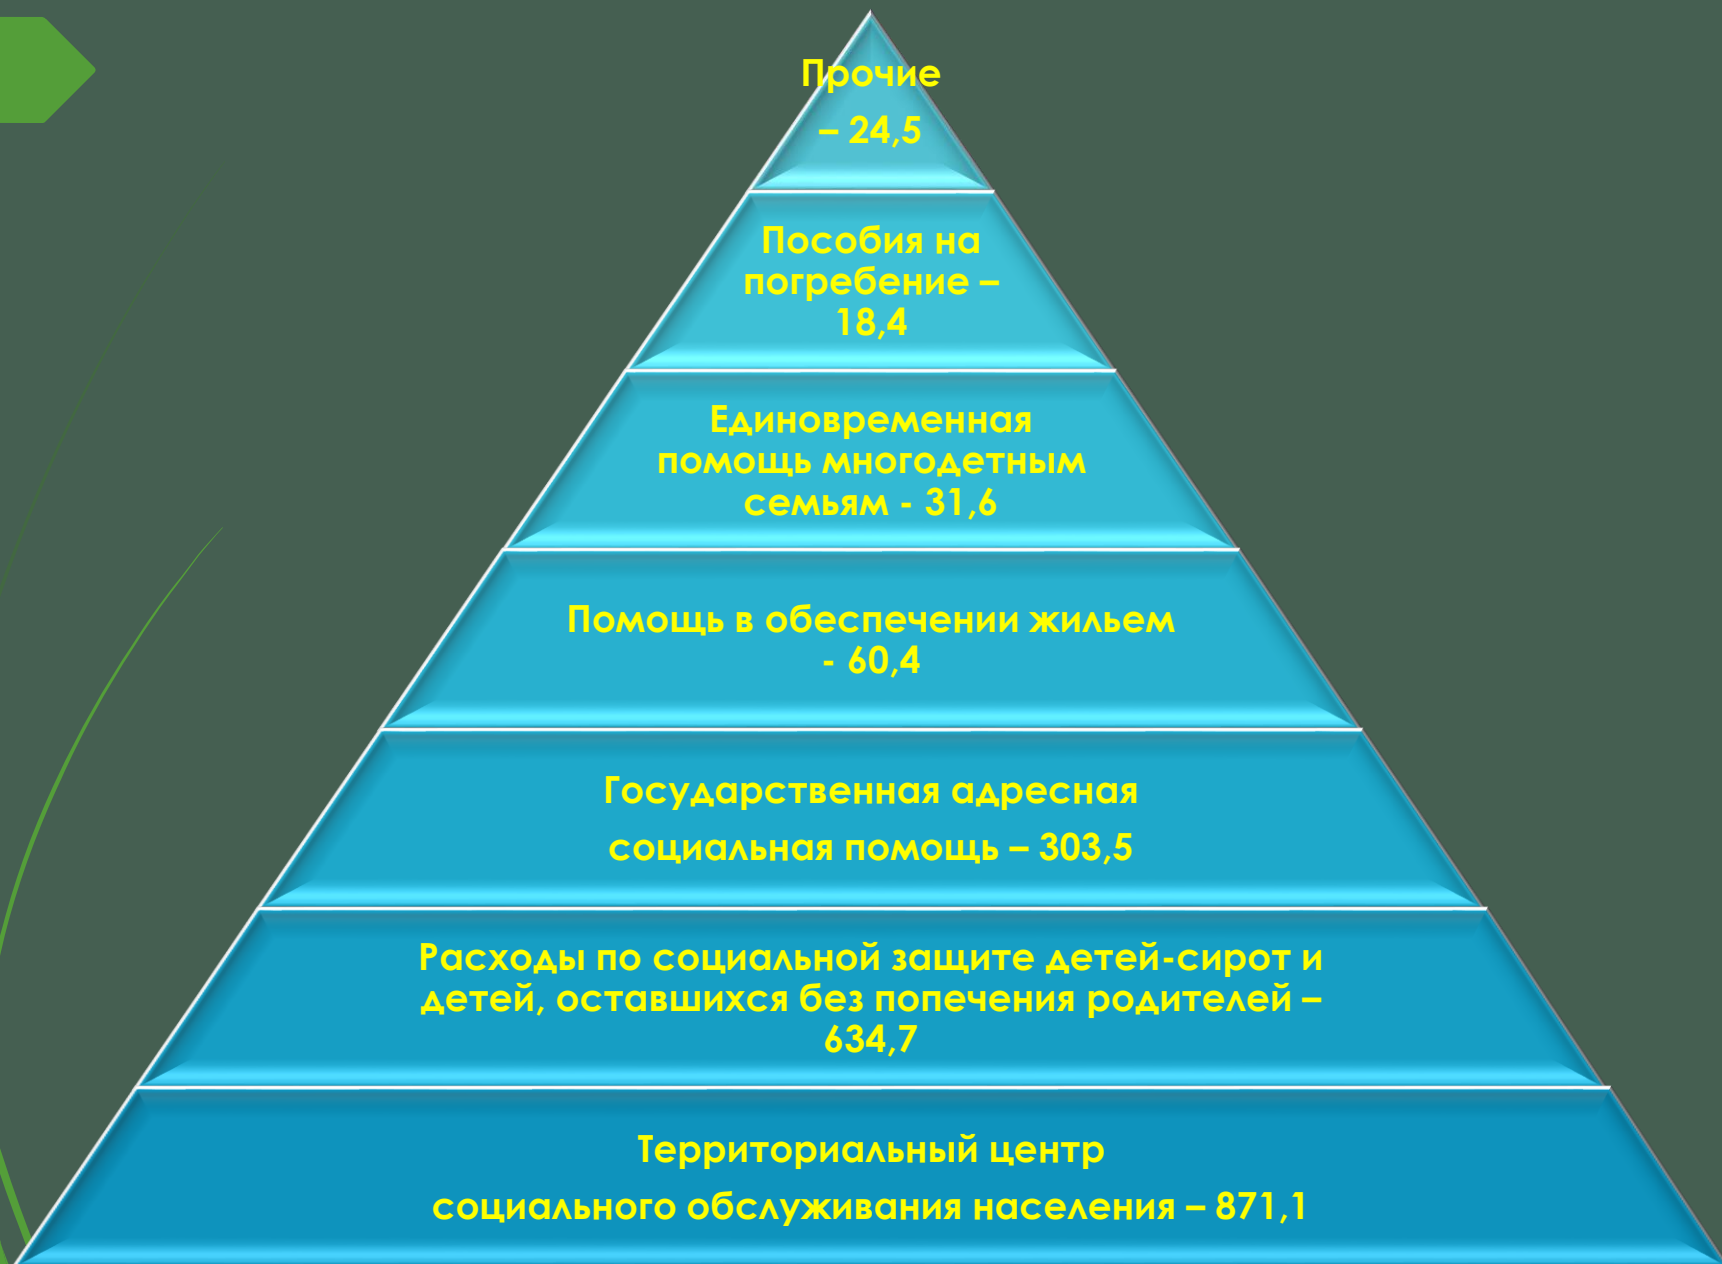 Прочие
– 24,5
Пособия на
погребение –
18,4
Единовременная
помощь многодетным
семьям - 31,6
Помощь в обеспечении жильем
- 60,4
Государственная адресная
социальная помощь – 303,5
Расходы по социальной защите детей-сирот и
детей, оставшихся без попечения родителей –
634,7
Территориальный центр
социального обслуживания населения – 871,1